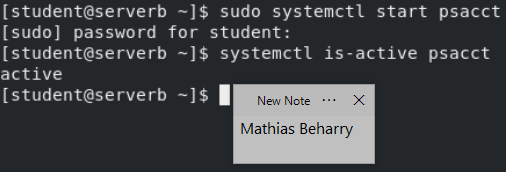 [student@serverb ~]$ sudo systemctl start psacct
[sudo] password for student:
[student@serverb ~]$ systemctl is-active psacct
active
[student@serverb ~]$
New Note ··· ×
Mathias Beharry